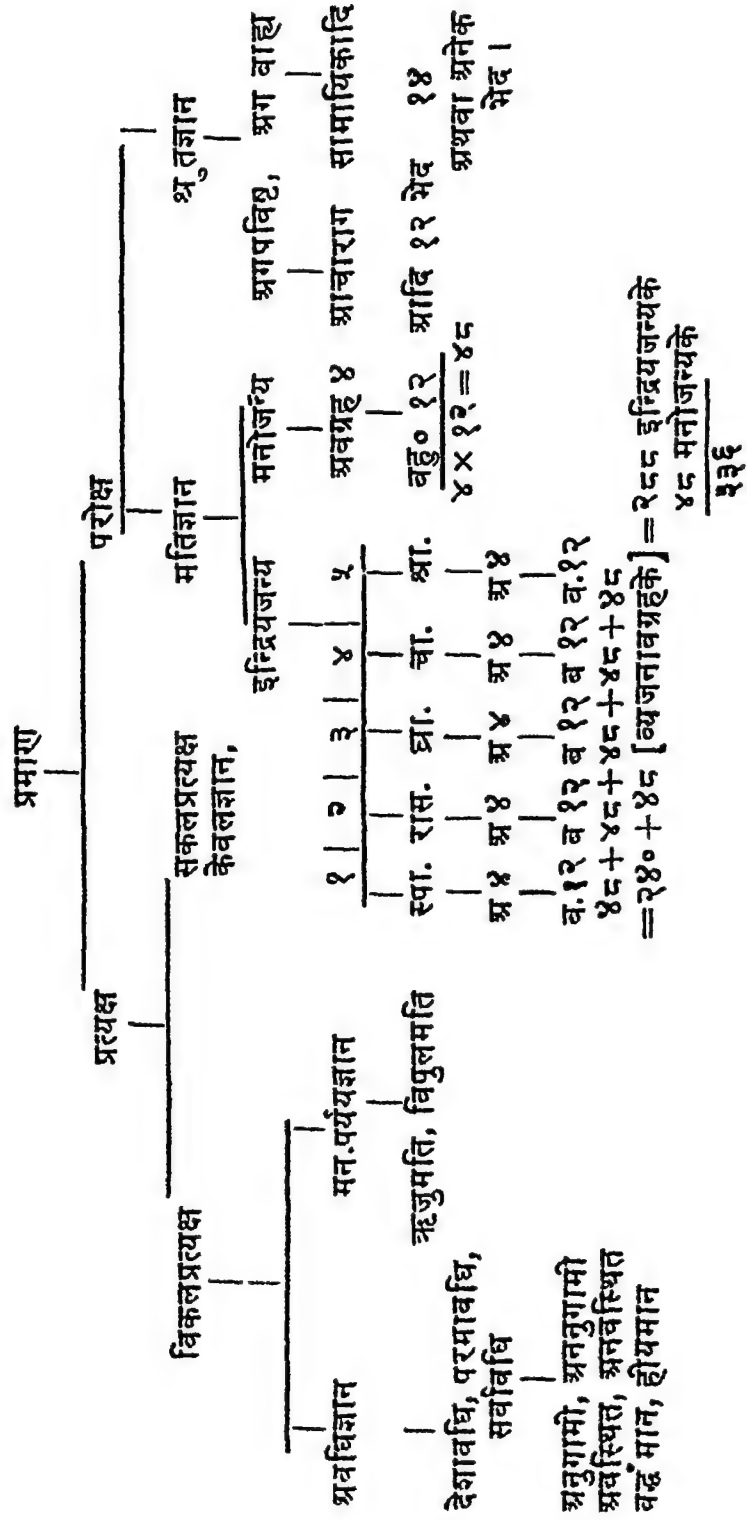 प्रमाण
प्रत्यक्ष परोक्ष
विकलप्रत्यक्ष सकलप्रत्यक्ष मतिज्ञान श्रुतज्ञान
केवलज्ञान,
अवधिज्ञान मन.पर्ययज्ञान इन्द्रियजन्य मनोजन्य अगपविष्ट, अग वाह्य
देशावधि, परमावधि, ऋजुमति, विपुलमति १ | २ | ३ | ४ | ५ अवग्रह ४ आचाराग सामायिकादि
सर्वावधि
स्पा. रास. घ्रा. चा. श्रा. बहु० १२ आदि १२ भेद १४
अ ४ अ ४ अ ४ अ ४ अ ४ ४ × १२ = ४८ अथवा अनेक
भेद ।
अनुगामी, अननुगामी ब.१२ ब १२ ब १२ ब १२ ब.१२
अवस्थित, अनवस्थित ४८ + ४८ + ४८ + ४८ + ४८
वर्द्ध मान, हीयमान = २४० + ४८ [व्यजनावग्रहके] = २८८ इन्द्रियजन्यके
४८ मनोजन्यके
३३६